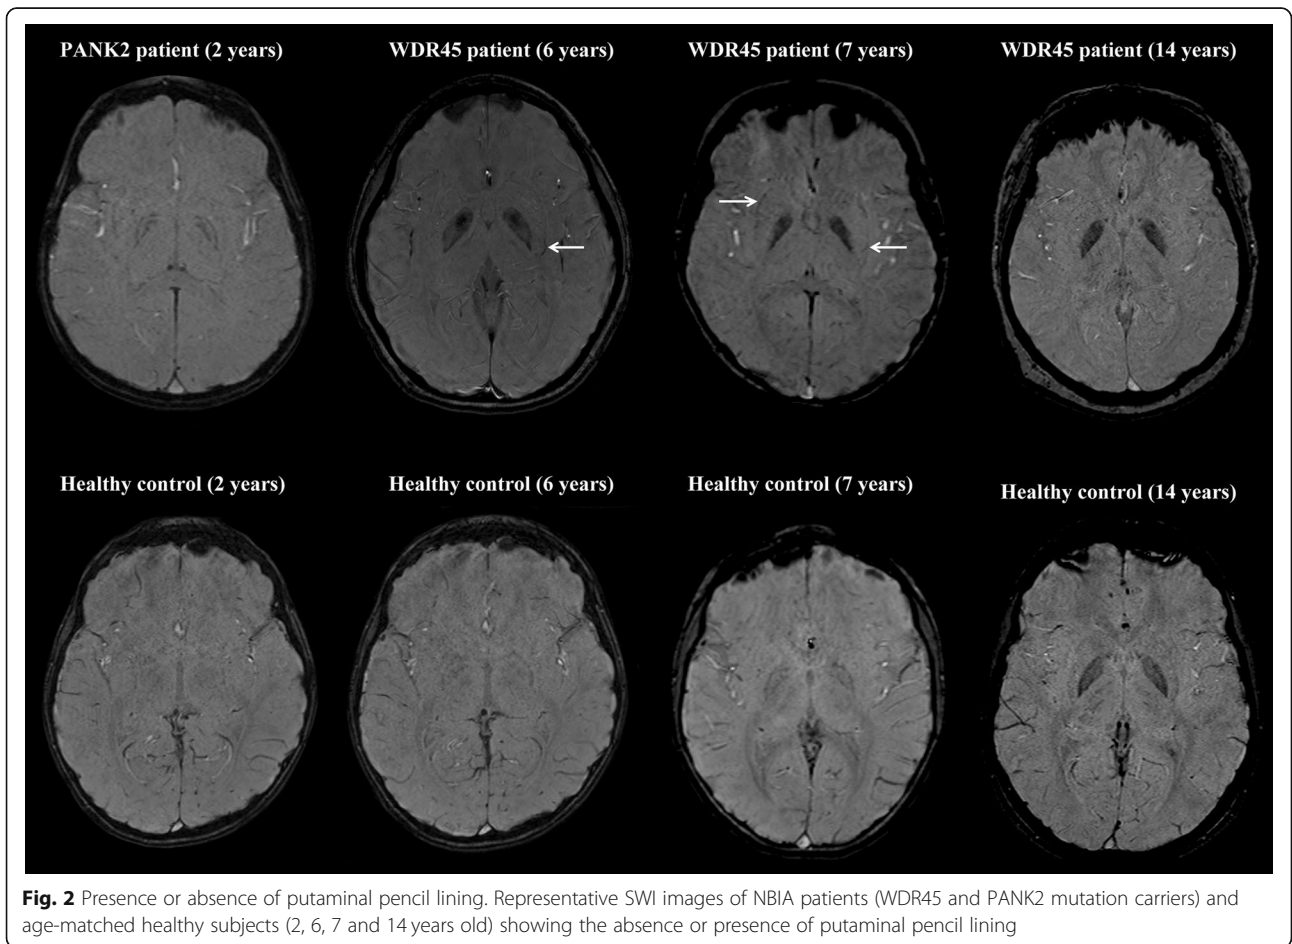 PANK2 patient (2 years)
WDR45 patient (6 years)
WDR45 patient (7 years)
WDR45 patient (14 years)
Healthy control (2 years)
Healthy control (6 years)
Healthy control (7 years)
Healthy control (14 years)
Fig. 2 Presence or absence of putaminal pencil lining. Representative SWI images of NBIA patients (WDR45 and PANK2 mutation carriers) and
age-matched healthy subjects (2, 6, 7 and 14 years old) showing the absence or presence of putaminal pencil lining